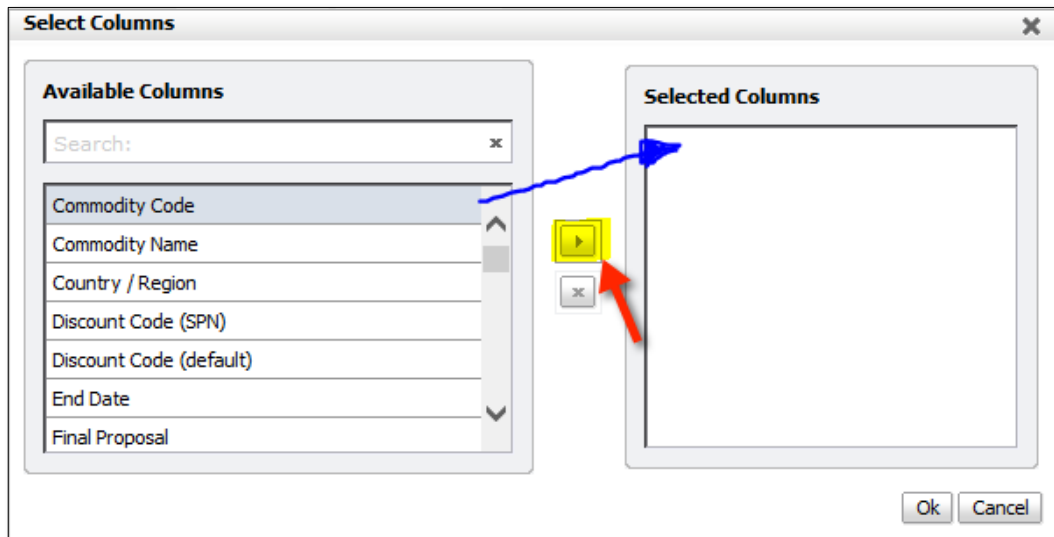 Select Columns
Available Columns
Search:
Commodity Code
Commodity Name
Country / Region
Discount Code (SPN)
Discount Code (default)
End Date
Final Proposal
Selected Columns
Ok
Cancel